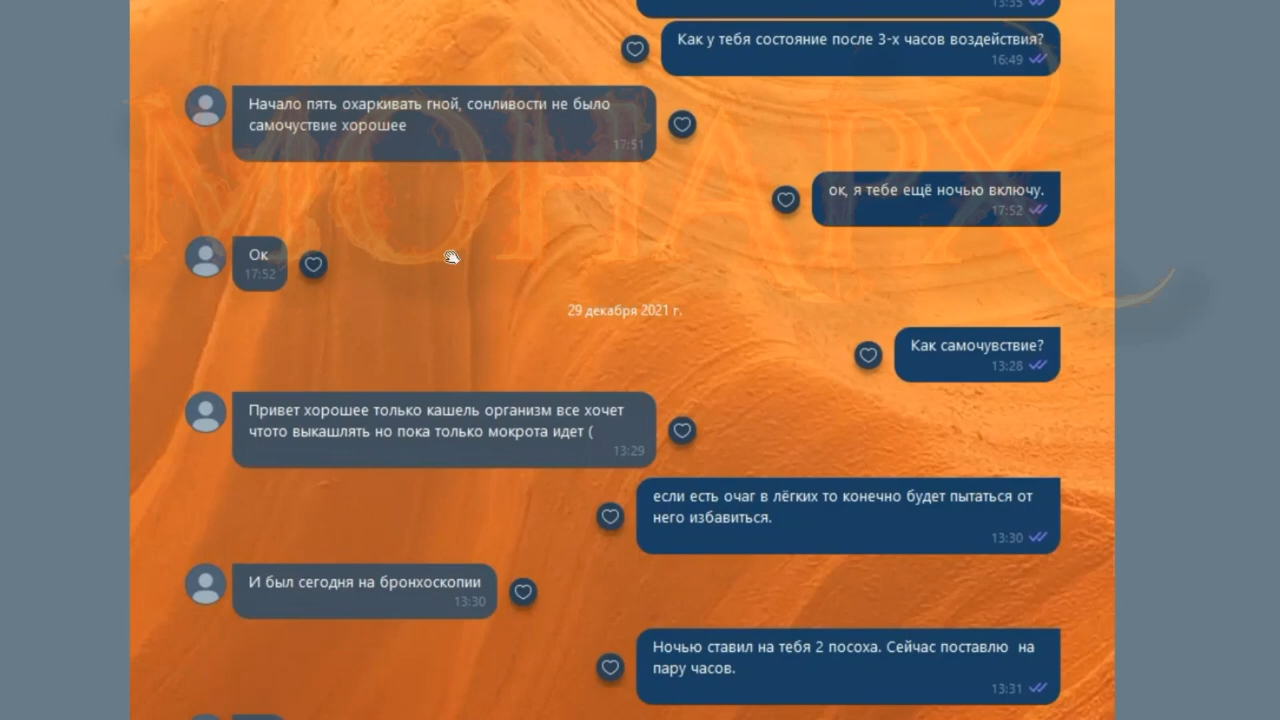 13:35
Как у тебя состояние после 3-х часов воздействия?
16:49
Начало пять охаркивать гной, сонливости не было
самочуствие хорошее
17:51
МОНАРХ
ок, я тебе ещё ночью включу.
17:52
Ок
17:52
29 декабря 2021 г.
Как самочувствие?
13:28
Привет хорошее только кашель организм все хочет
чтото выкашлять но пока только мокрота идет (
13:29
если есть очаг в лёгких то конечно будет пытаться от
него избавиться.
13:30
И был сегодня на бронхоскопии
13:30
Ночью ставил на тебя 2 посоха. Сейчас поставлю на
пару часов.
13:31